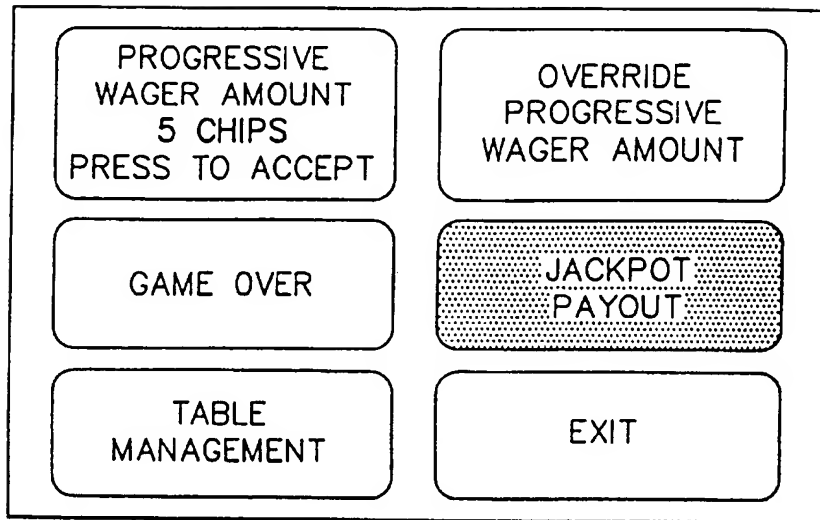 PROGRESSIVE
WAGER AMOUNT
5 CHIPS
PRESS TO ACCEPT
OVERRIDE
PROGRESSIVE
WAGER AMOUNT
GAME OVER
JACKPOT
PAYOUT
TABLE
MANAGEMENT
EXIT